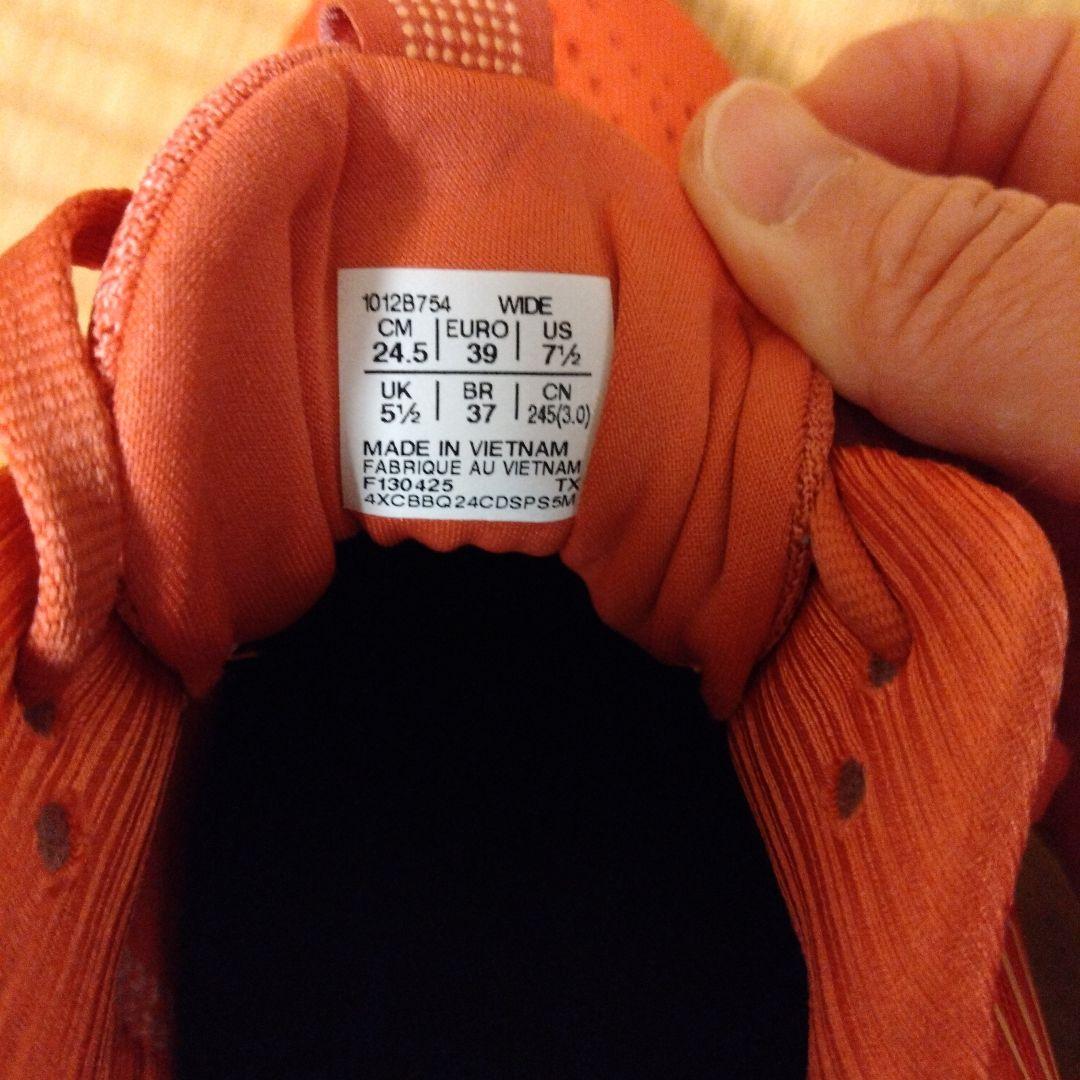 1012B754 WIDE
CM | EURO | US
24.5 | 39 | 7½
UK | BR | CN
5½ | 37 | 245(3.0)
MADE IN VIETNAM
FABRIQUE AU VIETNAM
F130425 TX
4XCBBQ24CDSPS5M